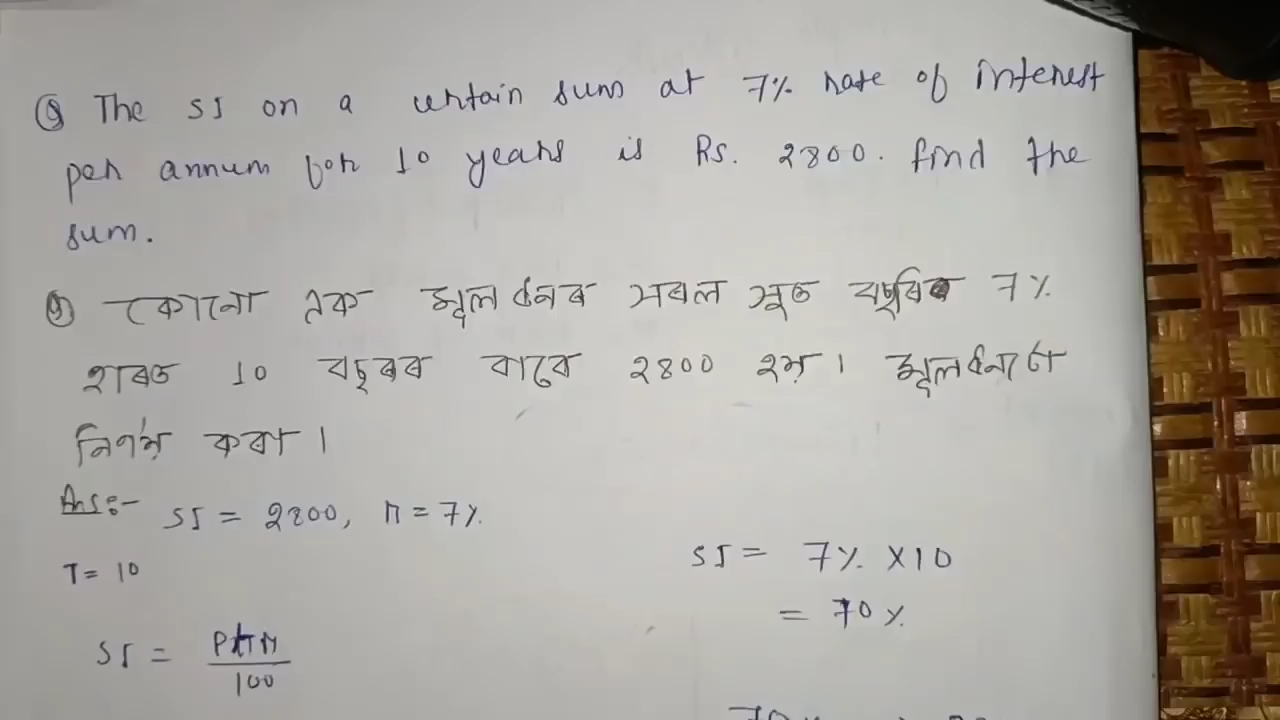 Q The SI on a certain sum at 7% rate of interest
per annum for 10 years is Rs. 2800. find the
sum.
Q কোনো এক মূলধনৰ সৰল সুত বছৰিৰ 7%
হাৰত 10 বছৰৰ বাবে 2800 হয়। মূলধনটো
নিৰ্ণয় কৰা।
Ans:- SI = 2800, r = 7%
T = 10
SI = 7% X10
= 70%
SI = PTr
100